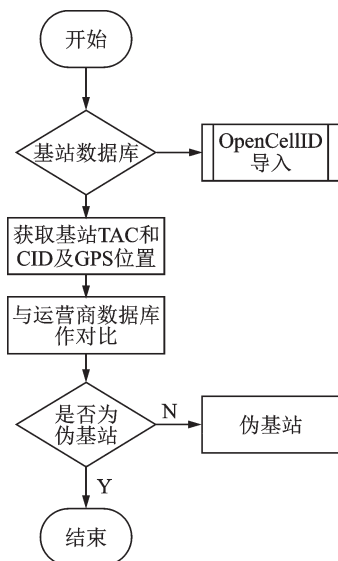 开始
基站数据库
OpenCellID
导入
获取基站TAC和
CID及GPS位置
与运营商数据库
作对比
是否为
伪基站
N
伪基站
Y
结束